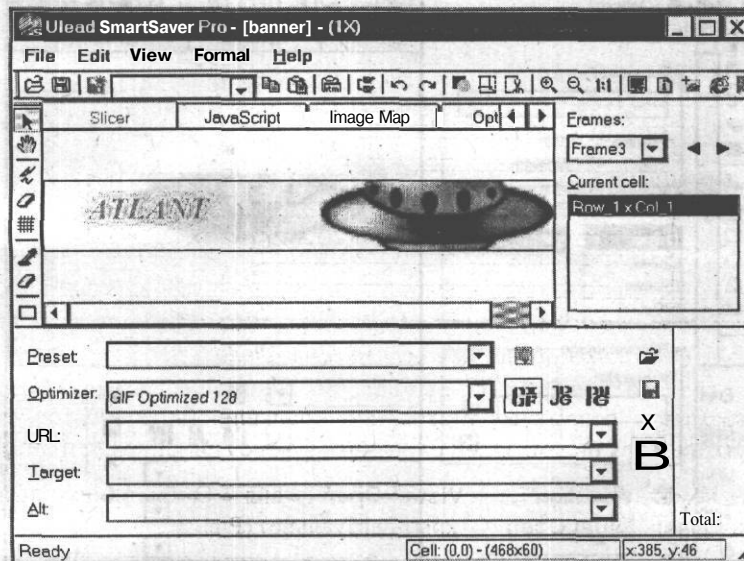 Ulead SmartSaver Pro - [banner] - (1X)
File Edit View Formal Help
1:1
Slicer JavaScript Image Map Opt
Frames:
Frame3
Current cell:
Row_1 x Col_1
ATLANT
Preset:
Optimizer: GIF Optimized 128
URL:
X
B
Target:
Alt:
Total:
Ready Cell: (0,0) - (468x60) x:385, y:46